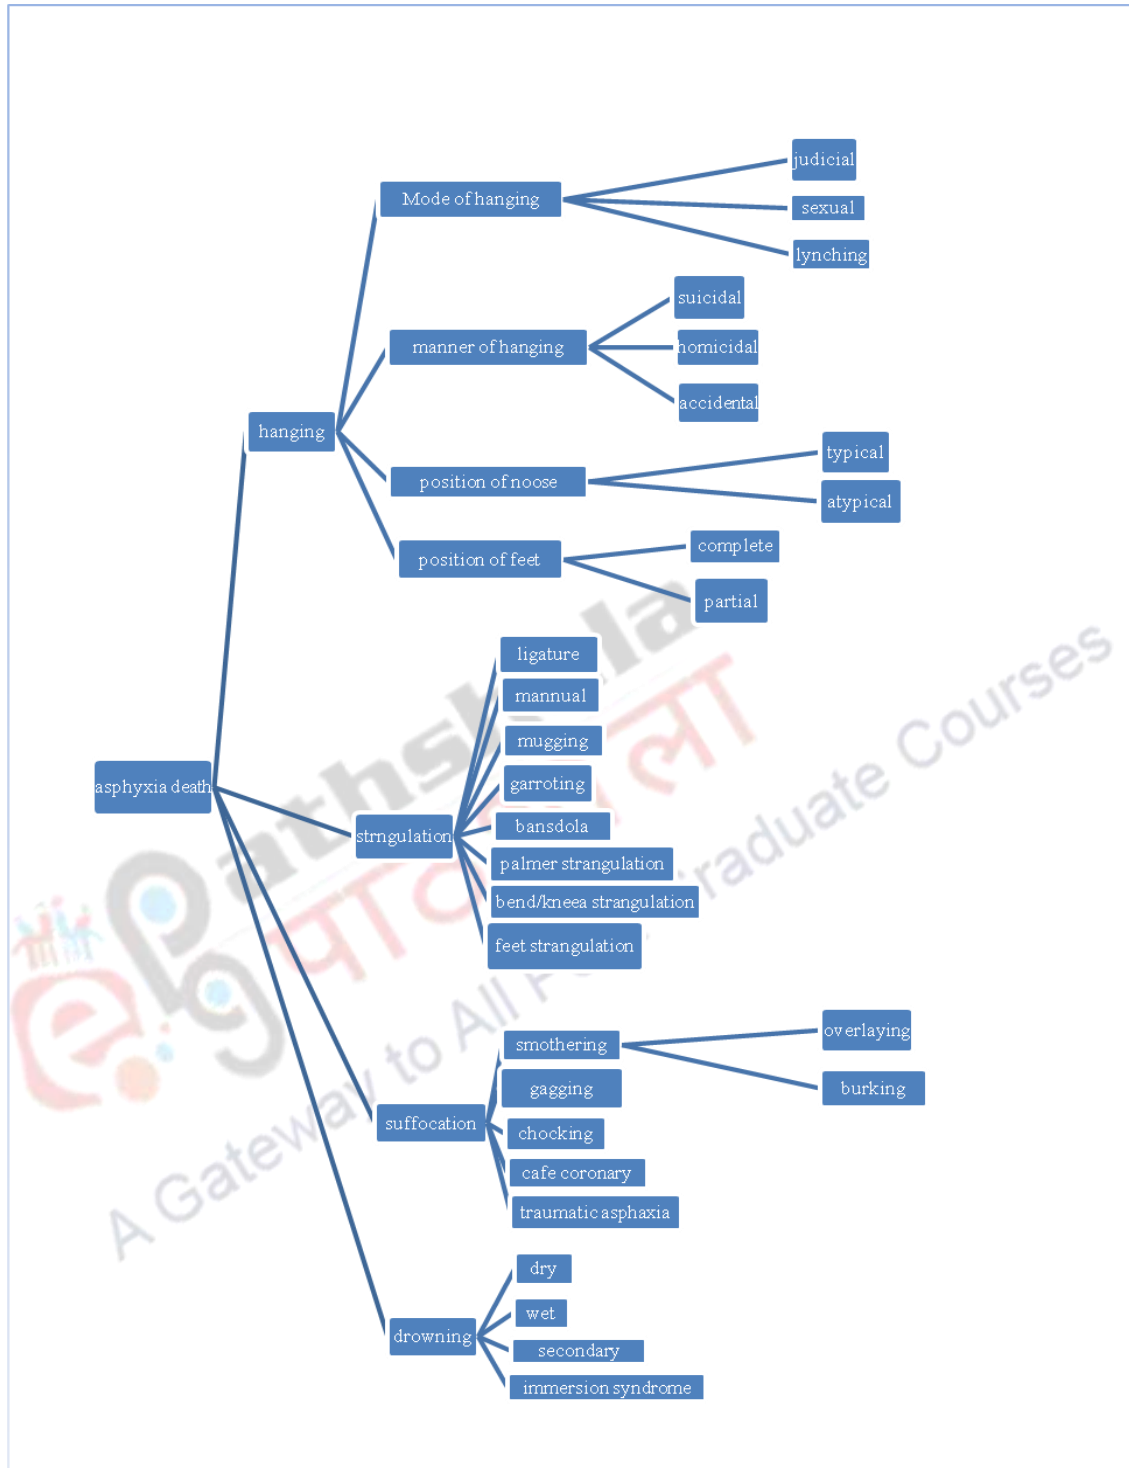 judicial
Mode of hanging
sexual
lynching
suicidal
manner of hanging
homicidal
accidental
hanging
typical
position of noose
atypical
complete
position of feet
partial
ligature
mannual
mugging
garroting
asphyxia death
bansdola
strngulation
palmer strangulation
bend/kneea strangulation
feet strangulation
overlaying
smothering
gagging
burking
suffocation
chocking
cafe coronary
traumatic asphaxia
dry
wet
drowning
secondary
immersion syndrome
athshala
पाठशाला
A Gateway to All Post Graduate Courses